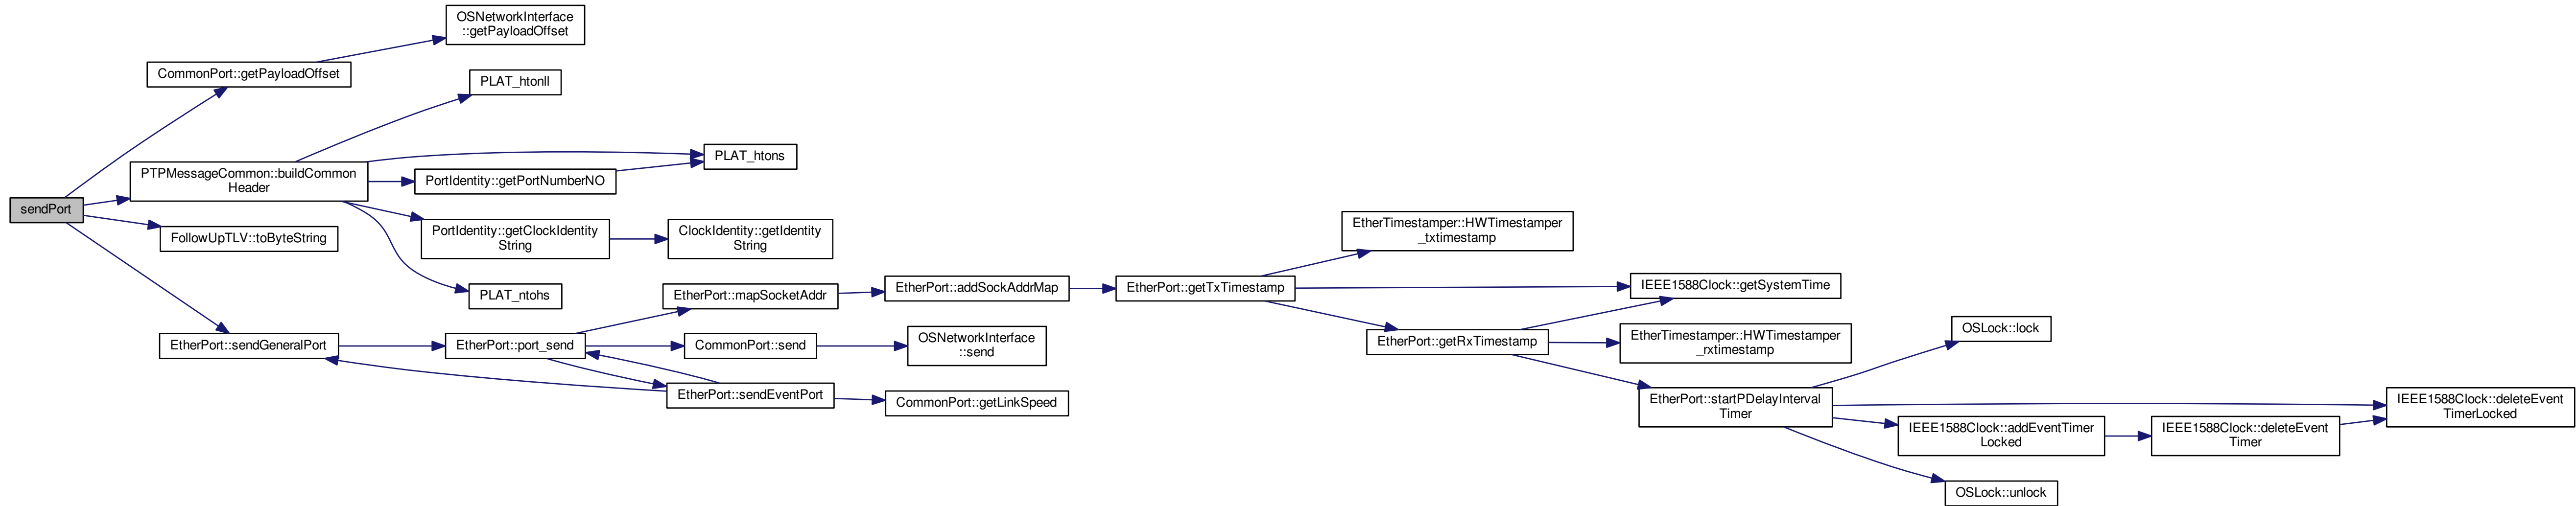 sendPort
CommonPort::getPayloadOffset
OSNetworkInterface
::getPayloadOffset
PTPMessageCommon::buildCommon
Header
PLAT_htonll
PLAT_htons
PortIdentity::getPortNumberNO
PortIdentity::getClockIdentity
String
ClockIdentity::getIdentity
String
PLAT_ntohs
FollowUpTLV::toByteString
EtherPort::sendGeneralPort
EtherPort::port_send
EtherPort::mapSocketAddr
EtherPort::addSockAddrMap
EtherPort::getTxTimestamp
EtherTimestamper::HWTimestamper
_txtimestamp
IEEE1588Clock::getSystemTime
EtherPort::getRxTimestamp
EtherTimestamper::HWTimestamper
_rxtimestamp
EtherPort::startPDelayInterval
Timer
OSLock::lock
IEEE1588Clock::deleteEvent
TimerLocked
IEEE1588Clock::addEventTimer
Locked
IEEE1588Clock::deleteEvent
Timer
OSLock::unlock
CommonPort::send
OSNetworkInterface
::send
EtherPort::sendEventPort
CommonPort::getLinkSpeed